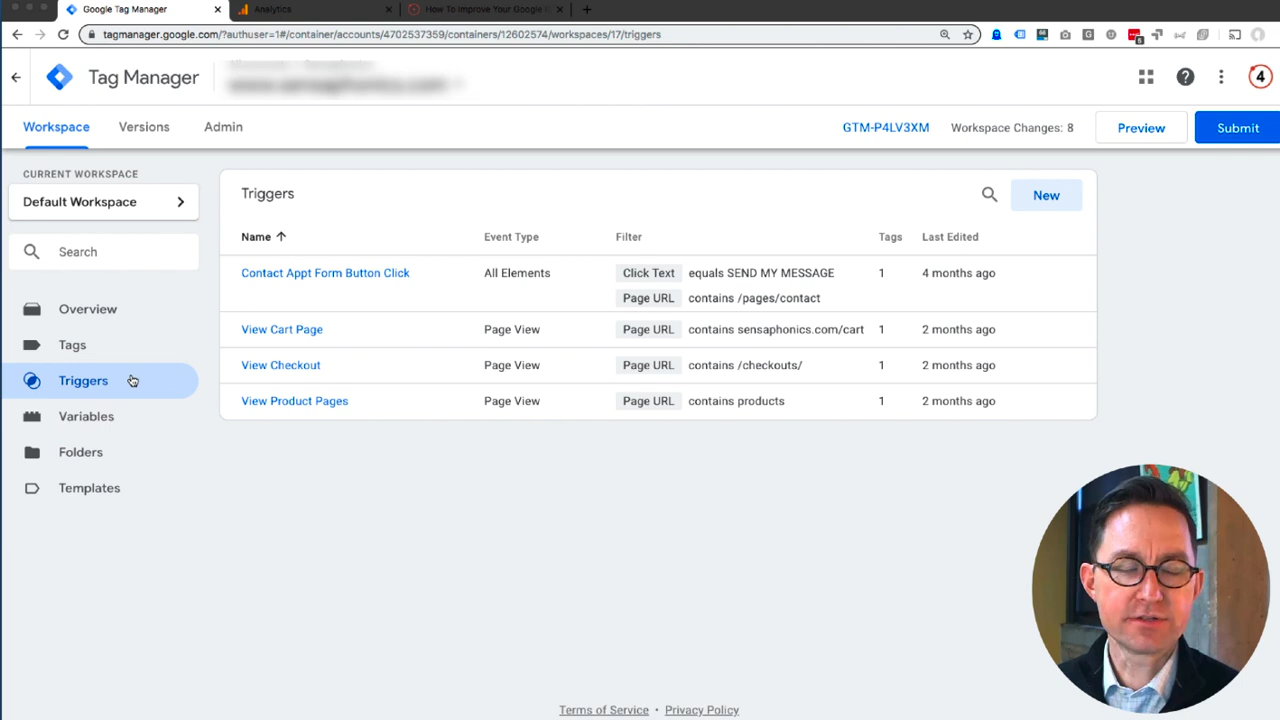 Google Tag Manager
Analytics
How To Improve Your Google
tagmanager.google.com/?authuser=1#/container/accounts/4702537359/containers/12602574/workspaces/17/triggers
Tag Manager
www.sensaphonics.com
4
Workspace
Versions
Admin
GTM-P4LV3XM
Workspace Changes: 8
Preview
Submit
CURRENT WORKSPACE
Default Workspace
Search
Overview
Tags
Triggers
Variables
Folders
Templates
Triggers
New
Name
Event Type
Filter
Tags
Last Edited
Contact Appt Form Button Click
All Elements
Click Text equals SEND MY MESSAGE
Page URL contains /pages/contact
1
4 months ago
View Cart Page
Page View
Page URL contains sensaphonics.com/cart
1
2 months ago
View Checkout
Page View
Page URL contains /checkouts/
1
2 months ago
View Product Pages
Page View
Page URL contains products
1
2 months ago
Terms of Service • Privacy Policy